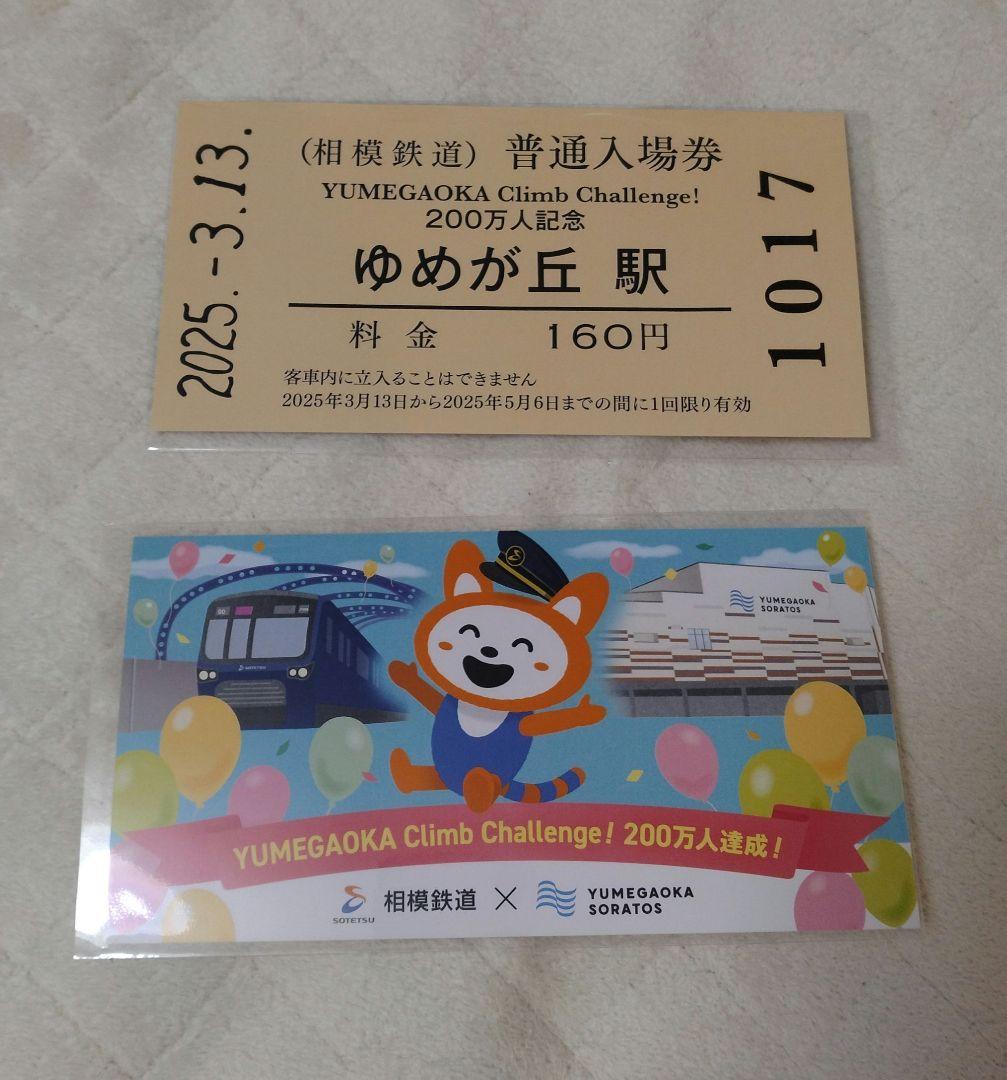 (相模鉄道) 普通入場券
YUMEGAOKA Climb Challenge!
200万人記念
ゆめが丘 駅
料金 160円
客車内に立入ることはできません
2025年3月13日から2025年5月6日までの間に1回限り有効
2025.-3.13.
1017
SOTETSU
YUMEGAOKA
SORATOS
YUMEGAOKA Climb Challenge! 200万人達成!
SOTETSU 相模鉄道 × YUMEGAOKA
SORATOS